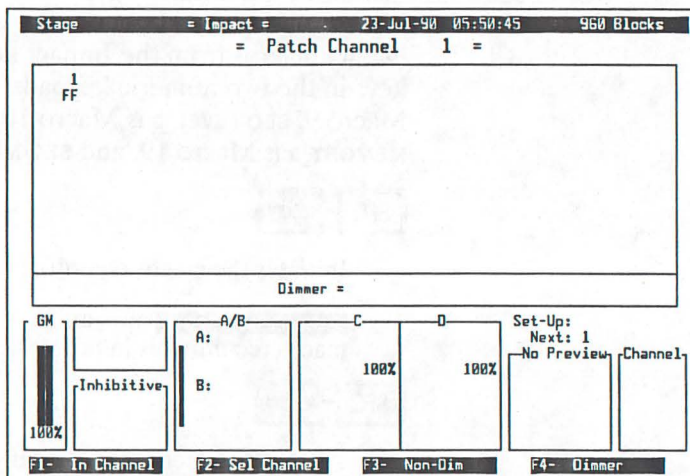 Stage = Impact = 23-Jul-90 05:50:45 960 Blocks
= Patch Channel 1 =
1
FF
Dimmer =
GM A/B C D Set-Up:
A: Next: 1
No Preview Channel
100% 100%
Inhibitive B:
100%
F1- In Channel F2- Sel Channel F3- Non-Dim F4- Dimmer